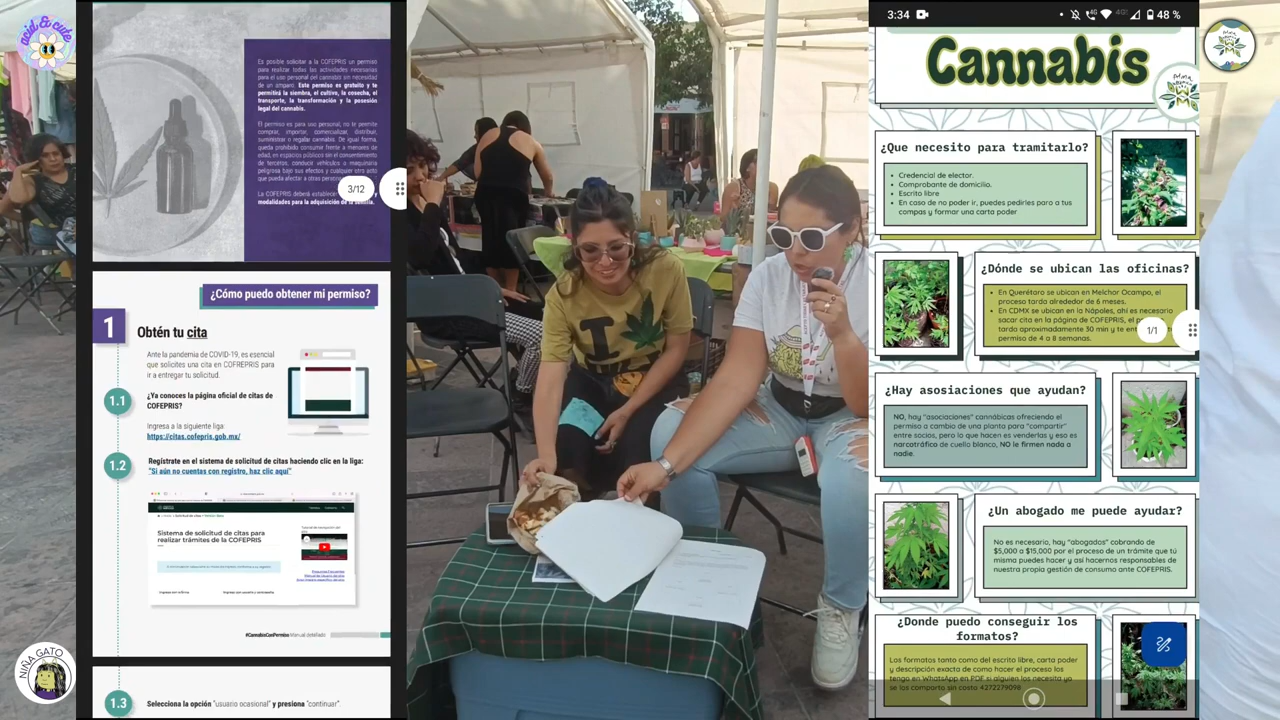 acid & cute
NIÑA GATO
Es posible solicitar a la COFEPRIS un permiso
para realizar todas las actividades necesarias
para el uso personal del cannabis sin necesidad
de un amparo. Este permiso es gratuito y te
permitirá la siembra, el cultivo, la cosecha, el
transporte, la transformación y la posesión
legal del cannabis.
El permiso es para uso personal, no te permite
comprar, importar, comercializar, distribuir,
suministrar o regalar cannabis. De igual forma,
queda prohibido consumir frente a menores de
edad, en espacios públicos sin el consentimiento
de terceros, conducir vehículos o maquinaria
peligrosa bajo sus efectos y cualquier otro acto
que pueda afectar a otras
3/12
La COFEPRIS deberá establecer
modalidades para la adquisición de la semilla.
¿Cómo puedo obtener mi permiso?
1
Obtén tu cita
Ante la pandemia de COVID-19, es esencial
que solicites una cita en COFREPRIS para
ir a entregar tu solicitud.
1.1
¿Ya conoces la página oficial de citas de
COFEPRIS?
Ingresa a la siguiente liga:
https://citas.cofepris.gob.mx/
1.2
Regístrate en el sistema de solicitud de citas haciendo clic en la liga:
"Si aún no cuentas con registro, haz clic aquí"
Sistema de solicitud de citas para
realizar trámites de la COFEPRIS
#CannabisConPermiso Manual detallado
1.3
Selecciona la opción "usuario ocasional" y presiona "continuar".
3:34
4G
48 %
Cannabis
¿Que necesito para tramitarlo?
• Credencial de elector.
• Comprobante de domicilio.
• Escrito libre
• En caso de no poder ir, puedes pedirles paro a tus
compas y formar una carta poder
¿Dónde se ubican las oficinas?
• En Querétaro se ubican en Melchor Ocampo, el
proceso tarda alrededor de 6 meses.
• En CDMX se ubican en la Nápoles, ahí es necesario
sacar cita en la página de COFEPRIS, el
tarda aproximadamente 30 min y te
permiso de 4 a 8 semanas.
1/1
¿Hay asosiaciones que ayudan?
NO, hay "asociaciones" cannábicas ofreciendo el
permiso a cambio de una planta para "compartir"
entre socios, pero lo que hacen es venderlas y eso es
narcotráfico de cuello blanco, NO le firmen nada a
nadie.
¿Un abogado me puede ayudar?
No es necesario, hay "abogados" cobrando de
$5,000 a $15,000 por el proceso de un trámite que tú
misma puedes hacer y así hacernos responsables de
nuestra propia gestión de consumo ante COFEPRIS.
¿Donde puedo conseguir los
formatos?
Los formatos tanto como del escrito libre, carta poder
y descripción exacta de como hacer el proceso los
tengo en WhatsApp en PDF si alguien los necesita yo
se los comparto sin costo 4272279098